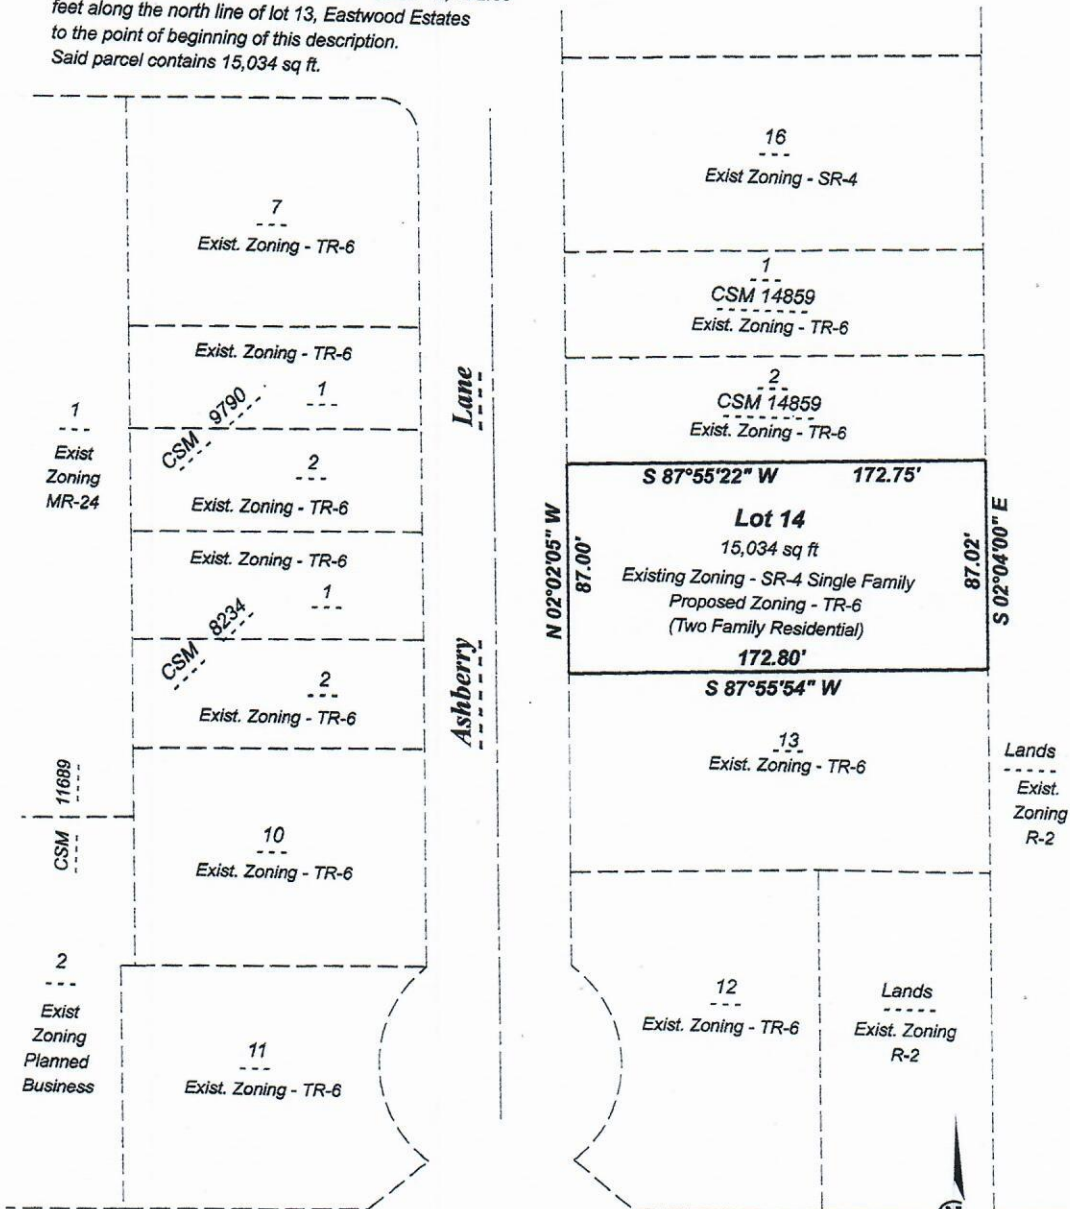 feet along the north line of lot 13, Eastwood Estates
to the point of beginning of this description.
Said parcel contains 15,034 sq ft.
16
Exist Zoning - SR-4
7
Exist. Zoning - TR-6
1
CSM 14859
Exist. Zoning - TR-6
Exist. Zoning - TR-6
1
CSM 9790
2
Exist. Zoning - TR-6
1
Exist
Zoning
MR-24
Lane
2
CSM 14859
Exist. Zoning - TR-6
S 87°55'22" W 172.75'
Lot 14
15,034 sq ft
Existing Zoning - SR-4 Single Family
Proposed Zoning - TR-6
(Two Family Residential)
172.80'
S 87°55'54" W
N 02°02'05" W
87.00'
87.02'
S 02°04'00" E
Exist. Zoning - TR-6
1
CSM 8234
2
Exist. Zoning - TR-6
Ashberry
13
Exist. Zoning - TR-6
Lands
Exist.
Zoning
R-2
CSM 11689
10
Exist. Zoning - TR-6
2
Exist
Zoning
Planned
Business
11
Exist. Zoning - TR-6
12
Exist. Zoning - TR-6
Lands
Exist. Zoning
R-2